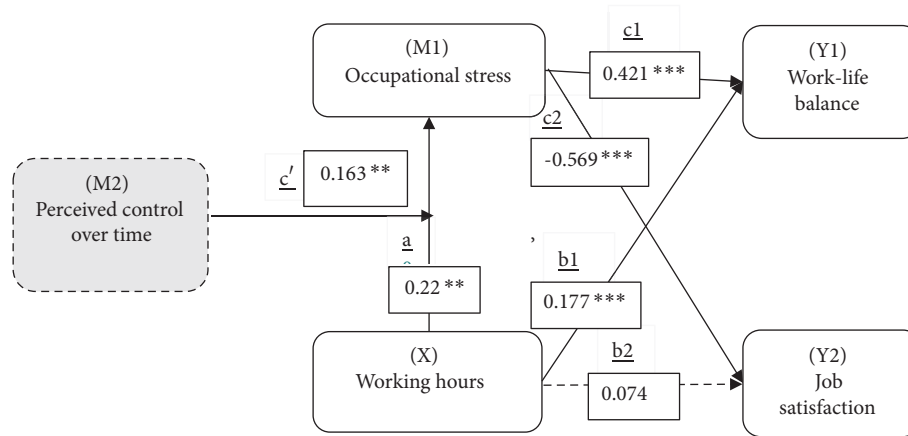 (M1)
Occupational stress
c1
0.421 ***
(Y1)
Work-life
balance
c2
-0.569 ***
(M2)
Perceived control
over time
c′
0.163 **
a
0.22 **
,
b1
0.177 ***
(X)
Working hours
b2
0.074
(Y2)
Job
satisfaction